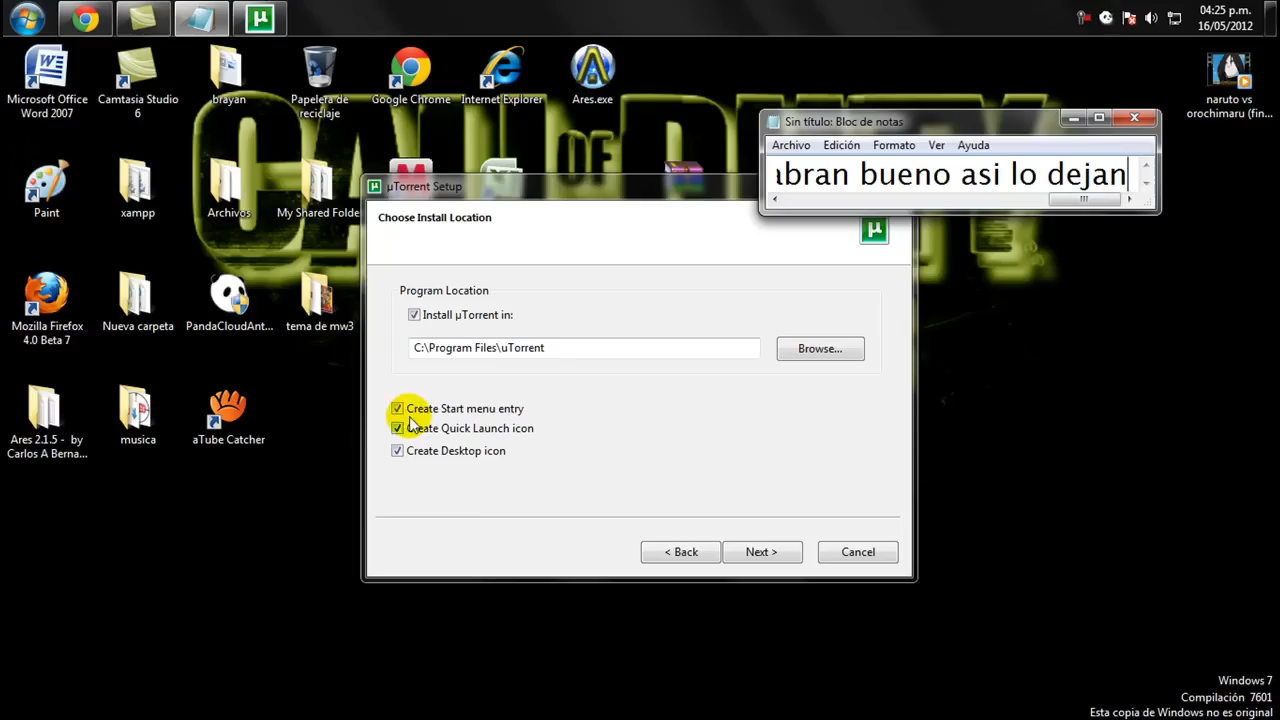 04:25 p.m.
16/05/2012
Microsoft Office
Word 2007
Camtasia Studio
6
brayan
Papelera de
reciclaje
Google Chrome
Internet Explorer
Ares.exe
naruto vs
orochimaru (fin...
Sin título: Bloc de notas
Archivo Edición Formato Ver Ayuda
abran bueno asi lo dejan
Paint
xampp
Archivos
My Shared Folde
µTorrent Setup
Choose Install Location
Program Location
Install µTorrent in:
C:\Program Files\uTorrent
Browse...
Mozilla Firefox
4.0 Beta 7
Nueva carpeta
PandaCloudAnt...
tema de mw3
Create Start menu entry
Create Quick Launch icon
Create Desktop icon
Ares 2.1.5 - by
Carlos A Berna...
musica
aTube Catcher
< Back
Next >
Cancel
Windows 7
Compilación 7601
Esta copia de Windows no es original